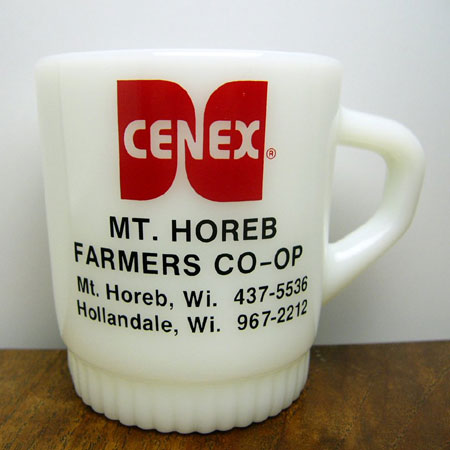 CENEX®
MT. HOREB
FARMERS CO-OP
Mt. Horeb, Wi. 437-5536
Hollandale, Wi. 967-2212